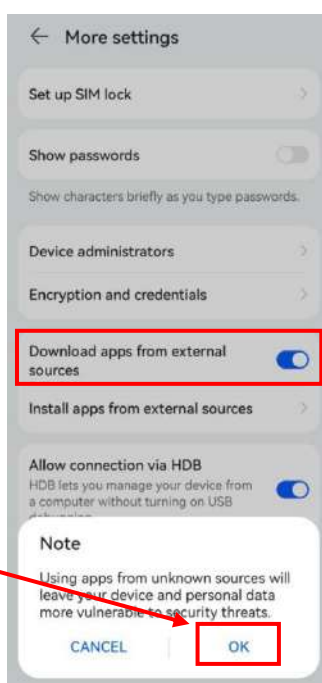 ← More settings
Set up SIM lock
Show passwords
Show characters briefly as you type passwords.
Device administrators
Encryption and credentials
Download apps from external
sources
Install apps from external sources
Allow connection via HDB
HDB lets you manage your device from
a computer without turning on USB
debugging.
Note
Using apps from unknown sources will
leave your device and personal data
more vulnerable to security threats.
CANCEL
OK